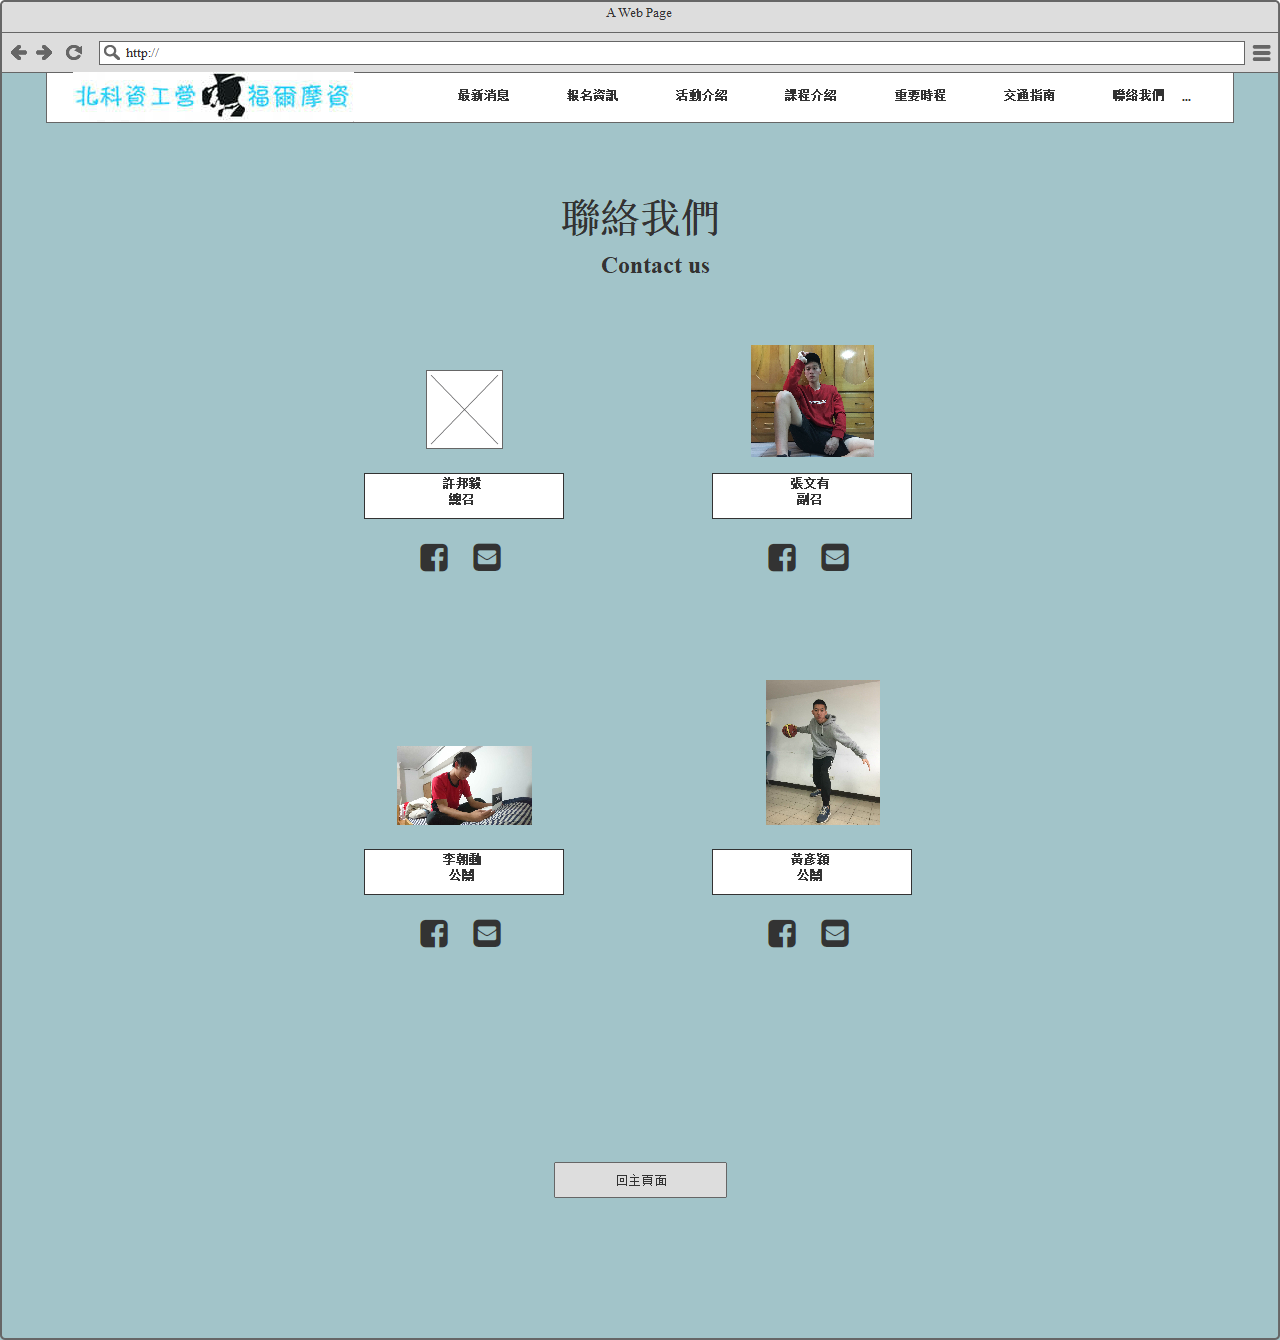 A Web Page
http://
北科資工營 福爾摩資
最新消息 報名資訊 活動介紹 課程介紹 重要時程 交通指南 聯絡我們 ...
聯絡我們
Contact us
許邦毅
總召
張文有
副召
李朝勳
公關
黃彥穎
公關
回主頁面